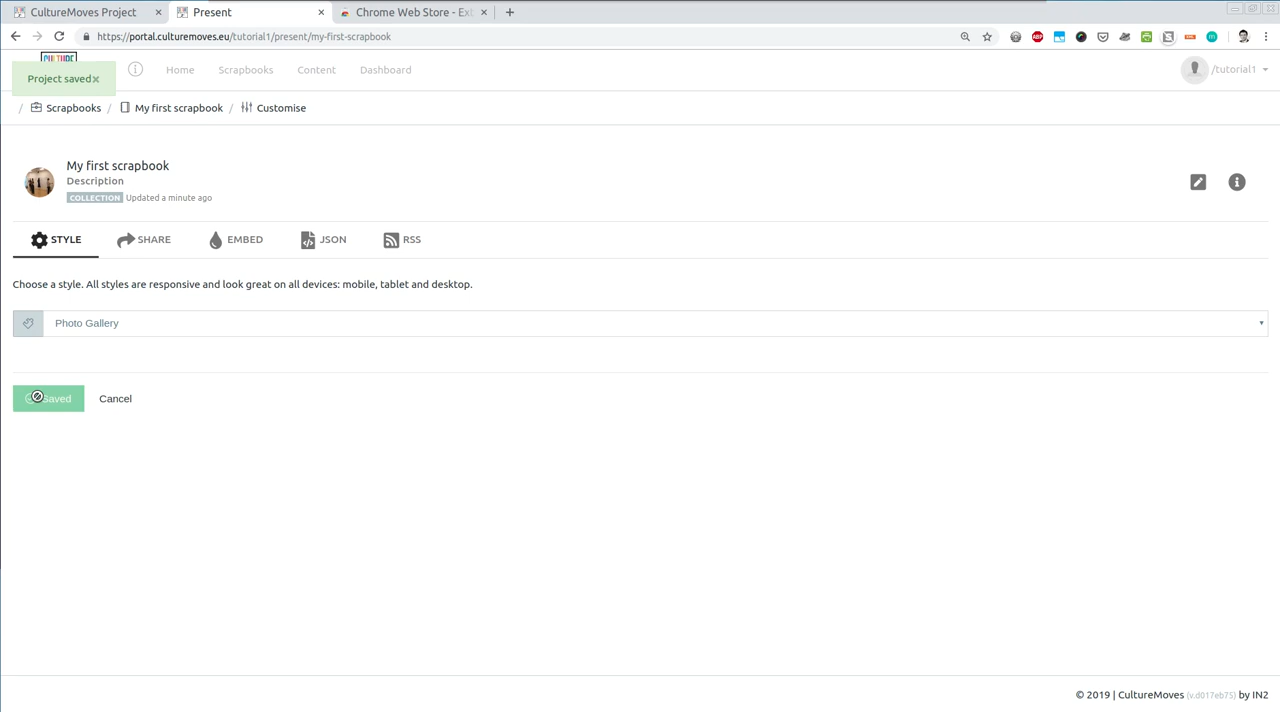 CultureMoves Project
Present
Chrome Web Store - Ext
https://portal.culturemoves.eu/tutorial1/present/my-first-scrapbook
ABP
CULTURE
Project saved×
Home
Scrapbooks
Content
Dashboard
/tutorial1
/ Scrapbooks / My first scrapbook / Customise
My first scrapbook
Description
COLLECTION Updated a minute ago
STYLE
SHARE
EMBED
JSON
RSS
Choose a style. All styles are responsive and look great on all devices: mobile, tablet and desktop.
Photo Gallery
Saved
Cancel
© 2019 | CultureMoves (v.d017eb75) by IN2